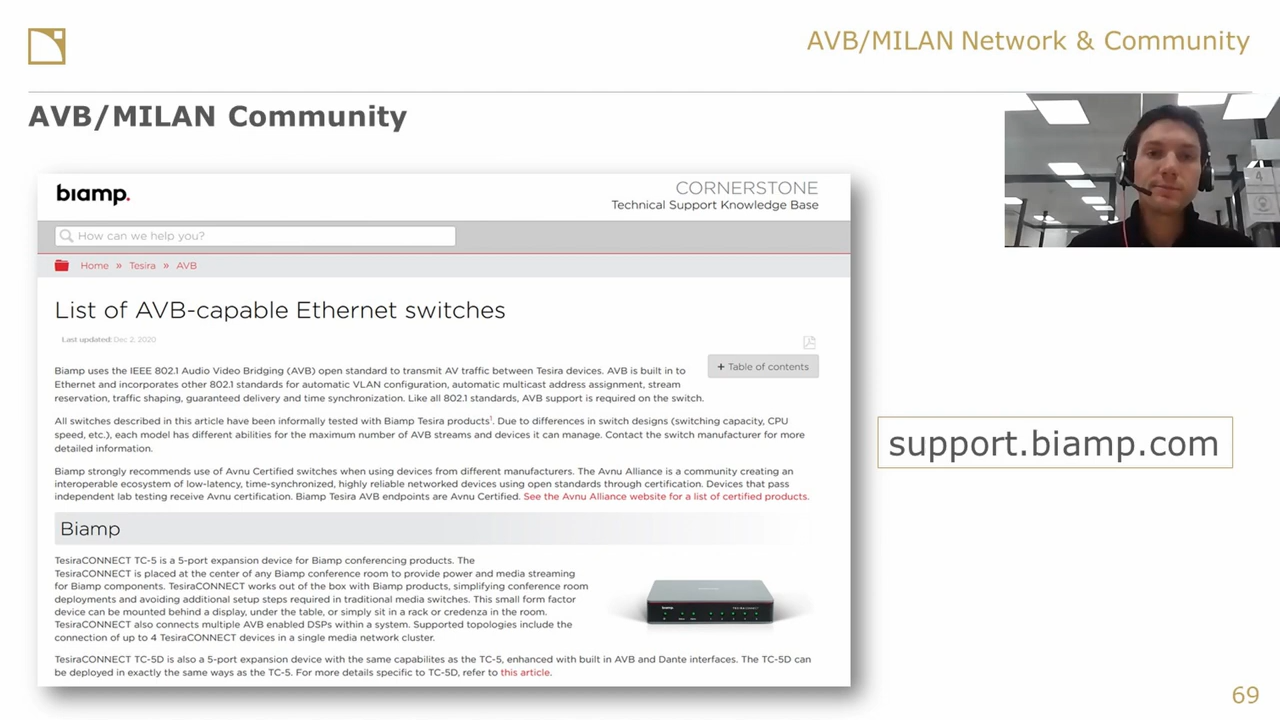 AVB/MILAN Network & Community
AVB/MILAN Community
biamp.
CORNERSTONE
Technical Support Knowledge Base
How can we help you?
Home » Tesira » AVB
List of AVB-capable Ethernet switches
Last updated: Dec 2, 2020
+ Table of contents
Biamp uses the IEEE 802.1 Audio Video Bridging (AVB) open standard to transmit AV traffic between Tesira devices. AVB is built in to
Ethernet and incorporates other 802.1 standards for automatic VLAN configuration, automatic multicast address assignment, stream
reservation, traffic shaping, guaranteed delivery and time synchronization. Like all 802.1 standards, AVB support is required on the switch.
All switches described in this article have been informally tested with Biamp Tesira products¹. Due to differences in switch designs (switching capacity, CPU
speed, etc.), each model has different abilities for the maximum number of AVB streams and devices it can manage. Contact the switch manufacturer for more
detailed information.
Biamp strongly recommends use of Avnu Certified switches when using devices from different manufacturers. The Avnu Alliance is a community creating an
interoperable ecosystem of low-latency, time-synchronized, highly reliable networked devices using open standards through certification. Devices that pass
independent lab testing receive Avnu certification. Biamp Tesira AVB endpoints are Avnu Certified. See the Avnu Alliance website for a list of certified products.
Biamp
TesiraCONNECT TC-5 is a 5-port expansion device for Biamp conferencing products. The
TesiraCONNECT is placed at the center of any Biamp conference room to provide power and media streaming
for Biamp components. TesiraCONNECT works out of the box with Biamp products, simplifying conference room
deployments and avoiding additional setup steps required in traditional media switches. This small form factor
device can be mounted behind a display, under the table, or simply sit in a rack or credenza in the room.
TesiraCONNECT also connects multiple AVB enabled DSPs within a system. Supported topologies include the
connection of up to 4 TesiraCONNECT devices in a single media network cluster.
biamp.
TesiraCONNECT TC-5D is also a 5-port expansion device with the same capabilites as the TC-5, enhanced with built in AVB and Dante interfaces. The TC-5D can
be deployed in exactly the same ways as the TC-5. For more details specific to TC-5D, refer to this article.
support.biamp.com
4
69